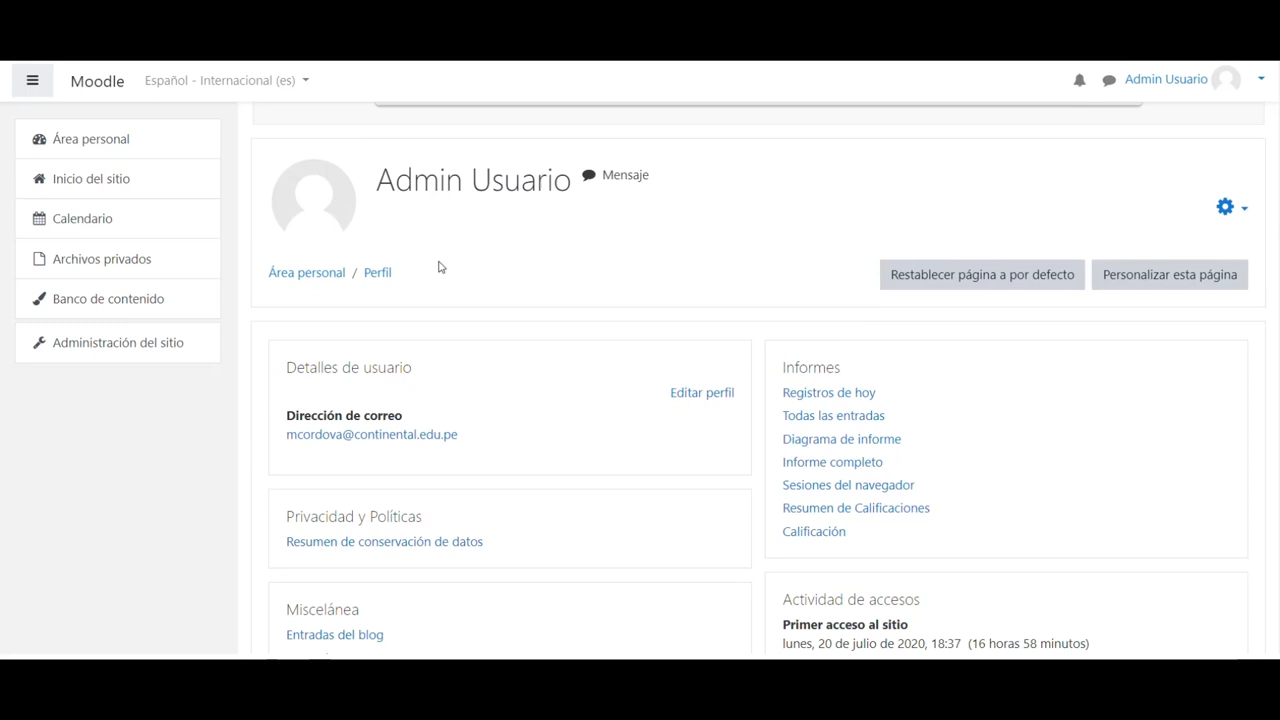 Moodle
Español - Internacional (es)
Admin Usuario
Área personal
Inicio del sitio
Calendario
Archivos privados
Banco de contenido
Administración del sitio
Admin Usuario
Mensaje
Área personal / Perfil
Restablecer página a por defecto
Personalizar esta página
Detalles de usuario
Editar perfil
Dirección de correo
mcordova@continental.edu.pe
Privacidad y Políticas
Resumen de conservación de datos
Miscelánea
Entradas del blog
Informes
Registros de hoy
Todas las entradas
Diagrama de informe
Informe completo
Sesiones del navegador
Resumen de Calificaciones
Calificación
Actividad de accesos
Primer acceso al sitio
lunes, 20 de julio de 2020, 18:37 (16 horas 58 minutos)